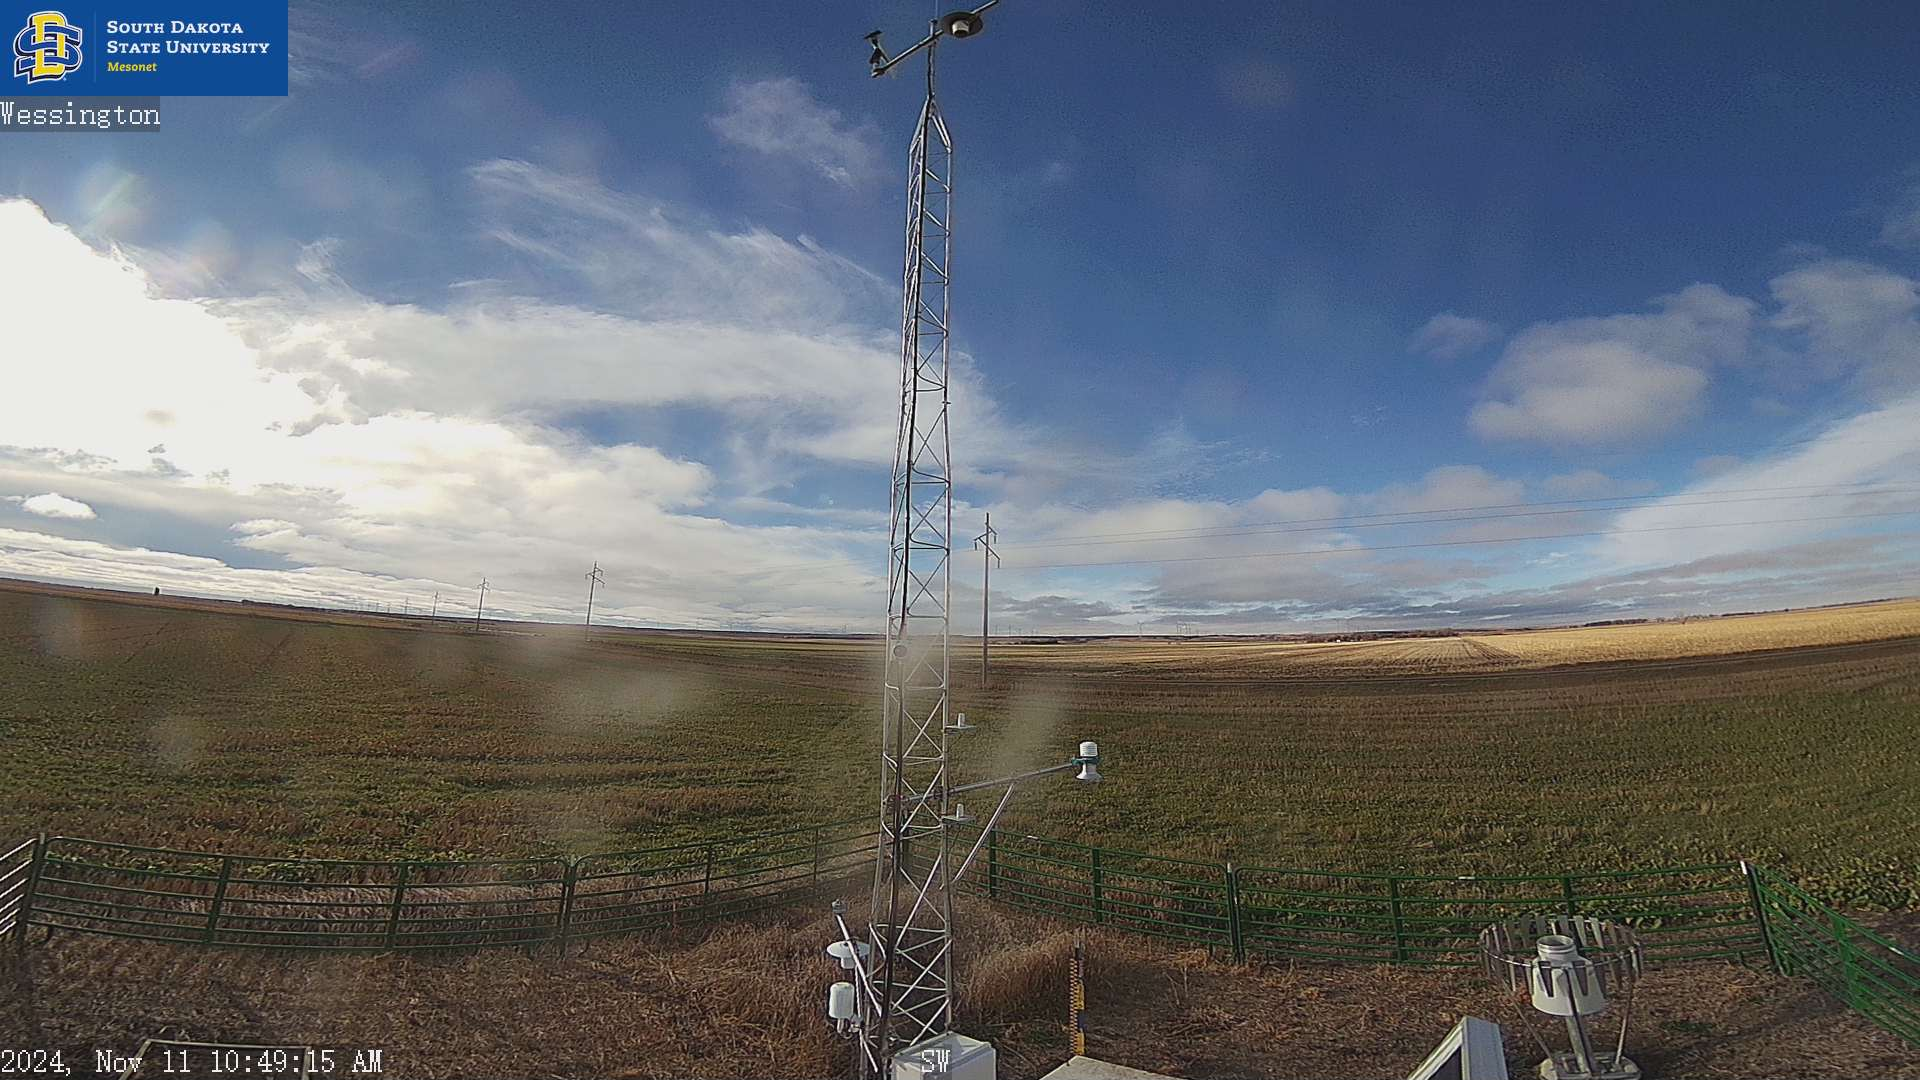 South Dakota
State University
Mesonet
Wessington
2024, Nov 11 10:49:15 AM
SW